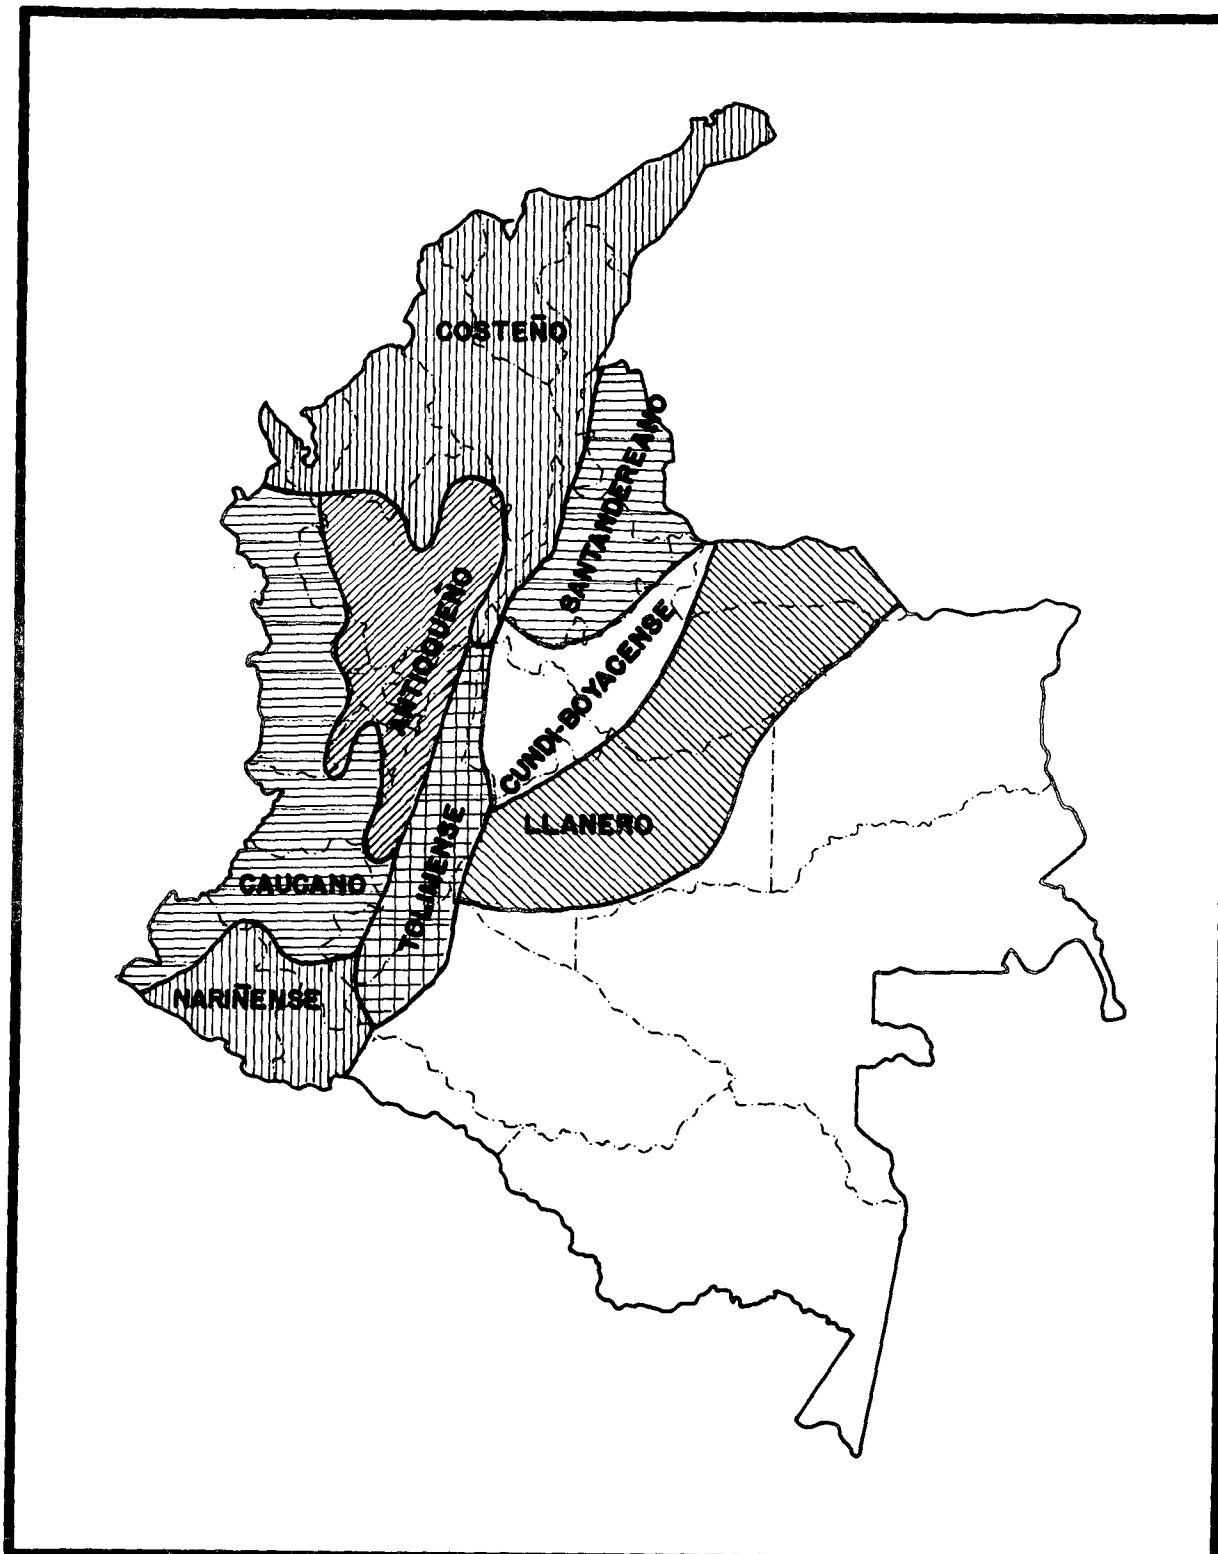 COSTEÑO
SANTANDEREANO
ANTIOQUEÑO
CUNDI-BOYACENSE
TOLIMENSE
LLANERO
CAUCANO
NARIÑENSE